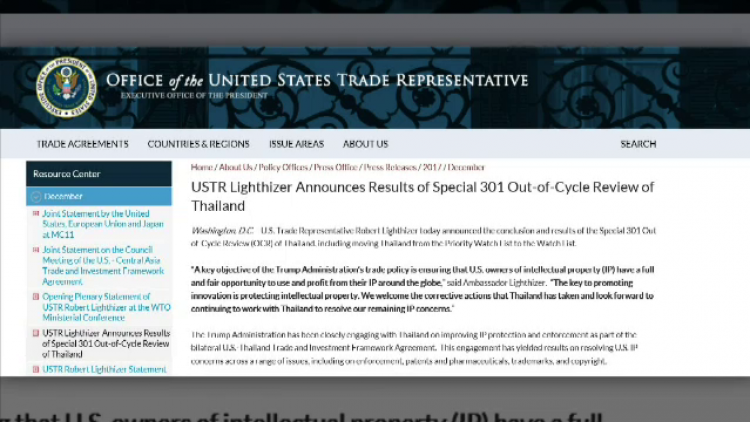 OFFICE of the UNITED STATES TRADE REPRESENTATIVE
EXECUTIVE OFFICE OF THE PRESIDENT
TRADE AGREEMENTS COUNTRIES & REGIONS ISSUE AREAS ABOUT US SEARCH
Resource Center
December
Joint Statement by the United
States, European Union and Japan
at MC11
Joint Statement on the Council
Meeting of the U.S. - Central Asia
Trade and Investment Framework
Agreement
Opening Plenary Statement of
USTR Robert Lighthizer at the WTO
Ministerial Conference
USTR Lighthizer Announces Results
of Special 301 Out-of-Cycle Review
of Thailand
USTR Robert Lighthizer Statement
Home / About Us / Policy Offices / Press Office / Press Releases / 2017 / December
USTR Lighthizer Announces Results of Special 301 Out-of-Cycle Review of
Thailand
Washington, D.C. U.S. Trade Representative Robert Lighthizer today announced the conclusion and results of the Special 301 Out
of-Cycle Review (OCR) of Thailand, including moving Thailand from the Priority Watch List to the Watch List.
"A key objective of the Trump Administration's trade policy is ensuring that U.S. owners of intellectual property (IP) have a full
and fair opportunity to use and profit from their IP around the globe," said Ambassador Lighthizer. "The key to promoting
innovation is protecting intellectual property. We welcome the corrective actions that Thailand has taken and look forward to
continuing to work with Thailand to resolve our remaining IP concerns."
The Trump Administration has been closely engaging with Thailand on improving IP protection and enforcement as part of the
bilateral U.S.-Thailand Trade and Investment Framework Agreement. This engagement has yielded results on resolving U.S. IP
concerns across a range of issues, including on enforcement, patents and pharmaceuticals, trademarks, and copyright.
that U.S. owners of intellectual property (IP) have a full